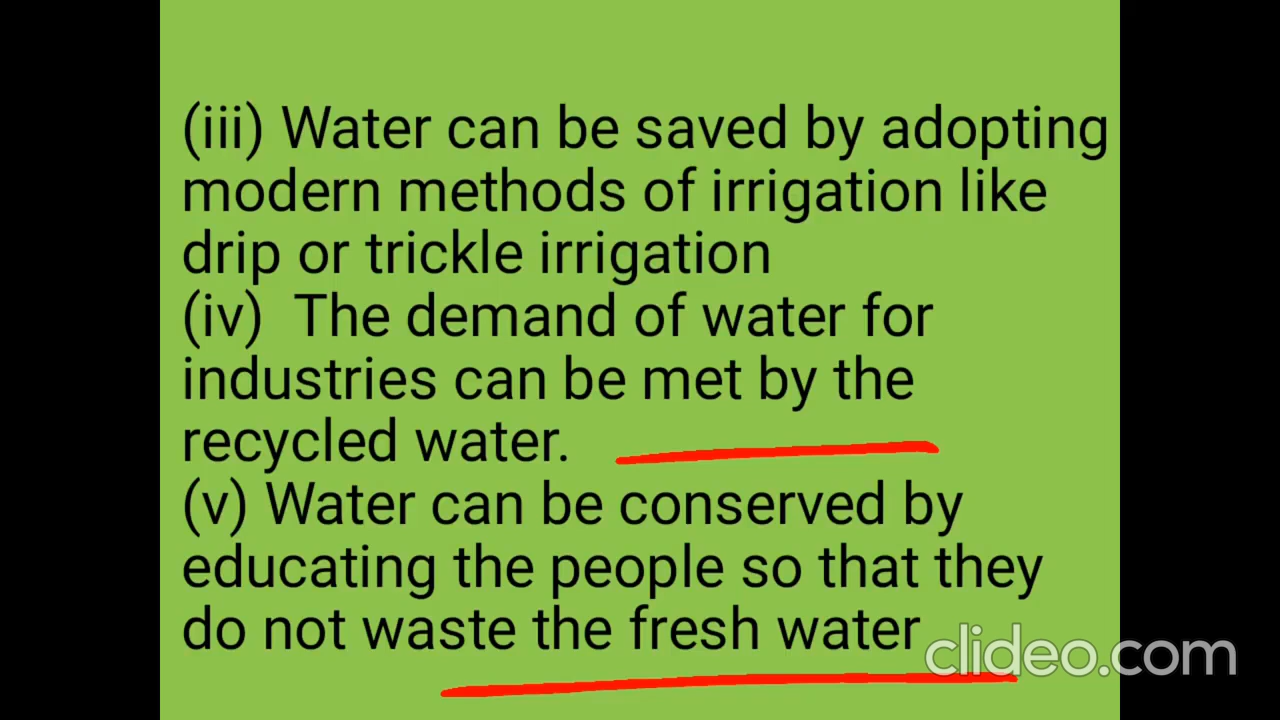 (iii) Water can be saved by adopting
modern methods of irrigation like
drip or trickle irrigation
(iv)  The demand of water for
industries can be met by the
recycled water.
(v) Water can be conserved by
educating the people so that they
do not waste the fresh water
clideo.com